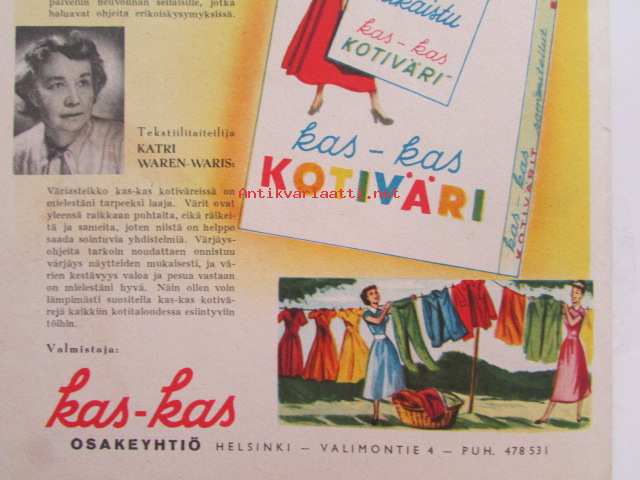 palvelin neuvonnan sellaisille, jotka
haluavat ohjeita erikoiskysymyksissä.
Tekstiilitaiteilija
KATRI
WAREN-WARIS:
Väriasteikko kas-kas kotiväreissä on
mielestäni tarpeeksi laaja. Värit ovat
yleensä raikkaan puhtaita, eikä räikei-
tä ja sameita, joten niistä on helppo
saada sointuvia yhdistelmiä. Värjäys-
ohjeita tarkoin noudattaen onnistuu
värjäys näytteiden mukaisesti, ja vä-
rien kestävyys valoa ja pesua vastaan
on mielestäni hyvä. Näin ollen voin
lämpimästi suositella kas-kas kotivä-
rejä kaikkiin kotitaloudessa esiintyviin
töihin.
Valmistaja:
kas-kas
OSAKEYHTIÖ HELSINKI — VALIMONTIE 4 — PUH. 478 531
kas-kas
KOTIVÄRI
kas-kas
KOTIVÄRI
kas-kas
KOTIVÄRIT
Antikvariaatti.net
Antikvariaatti.net